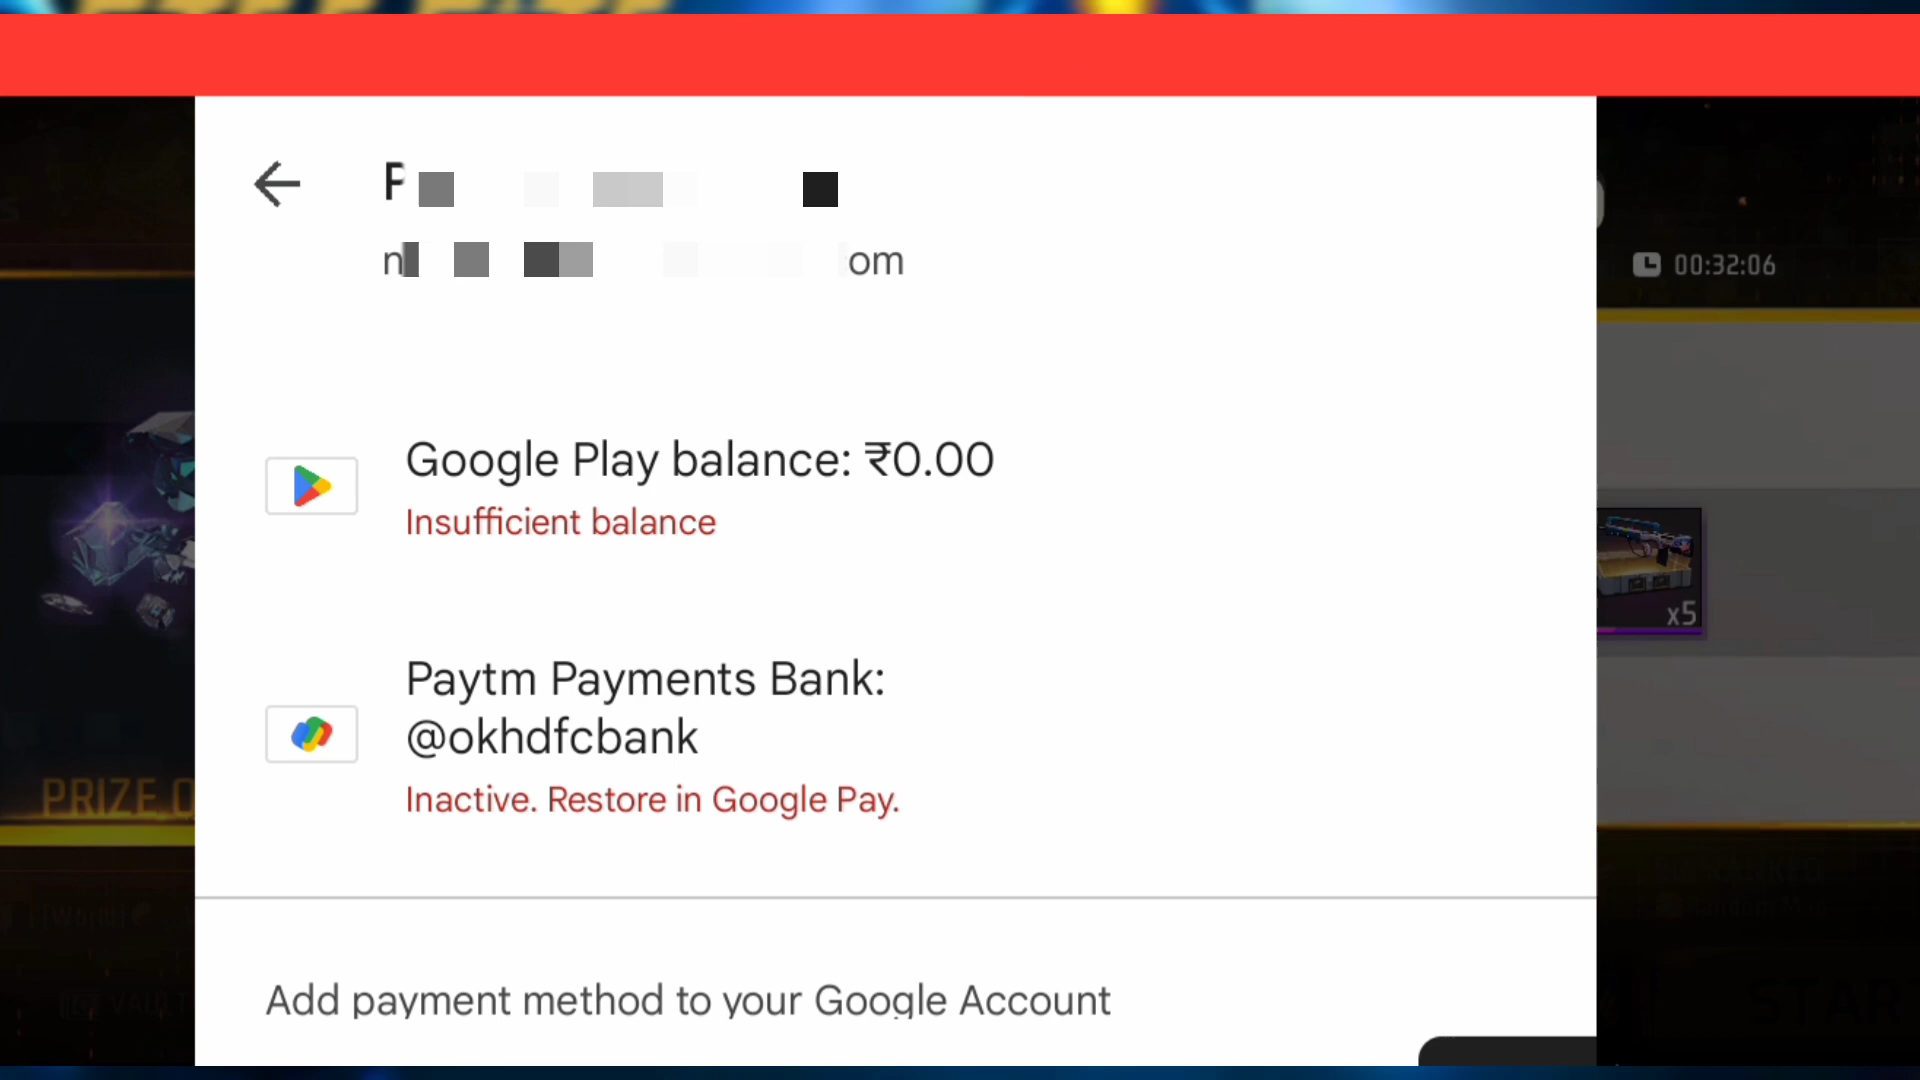 00:32:06
Google Play balance: ₹0.00
Insufficient balance
x5
Paytm Payments Bank:
@okhdfcbank
Inactive. Restore in Google Pay.
PRIZE
Add payment method to your Google Account